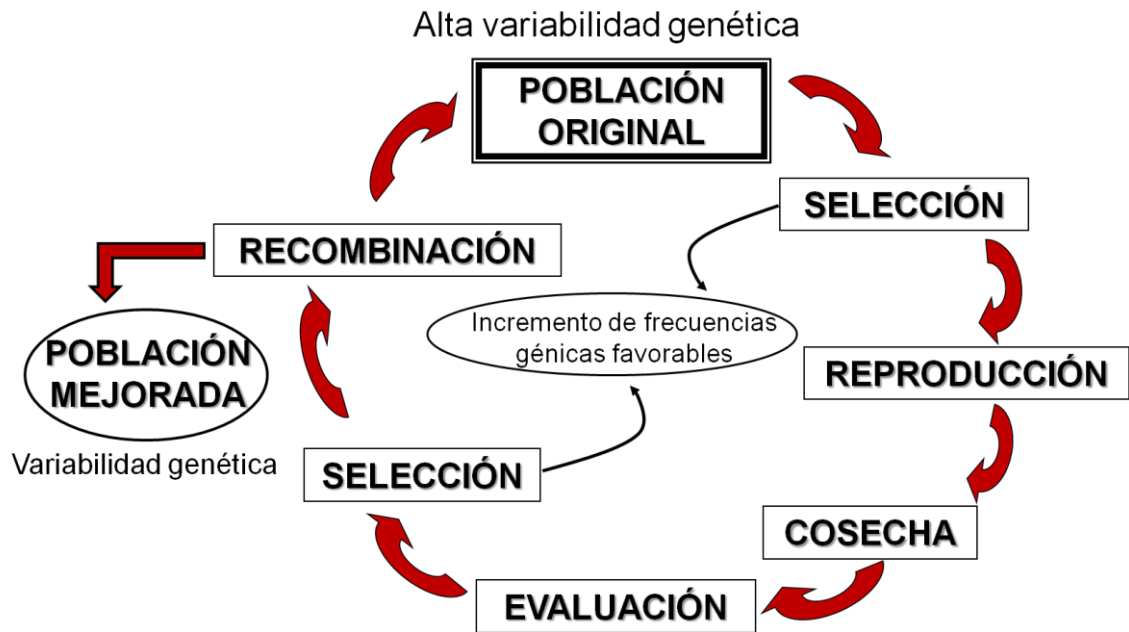 Alta variabilidad genética
POBLACIÓN
ORIGINAL
SELECCIÓN
RECOMBINACIÓN
Incremento de frecuencias
génicas favorables
POBLACIÓN
MEJORADA
REPRODUCCIÓN
Variabilidad genética
SELECCIÓN
COSECHA
EVALUACIÓN